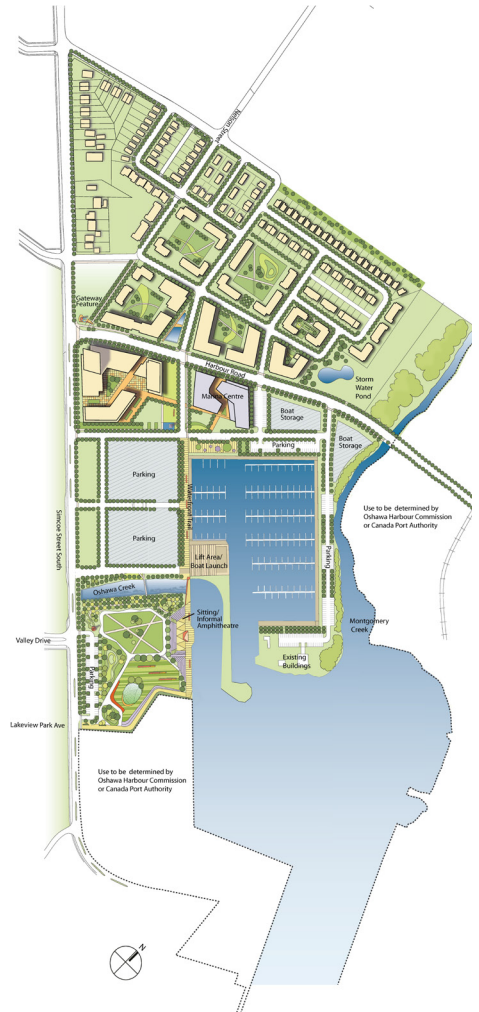 Nelson Street
Gateway
Feature
Harbour Road
Marina Centre
Storm
Water
Pond
Boat
Storage
Boat
Storage
Parking
Parking
Waterfront Trail
Use to be determined by
Oshawa Harbour Commission
or Canada Port Authority
Simcoe Street South
Parking
Lift Area/
Boat Launch
Parking
Oshawa Creek
Sitting/
Informal
Amphitheatre
Montgomery
Creek
Valley Drive
Existing
Buildings
Parking
Lakeview Park Ave
Use to be determined by
Oshawa Harbour Commission
or Canada Port Authority
N